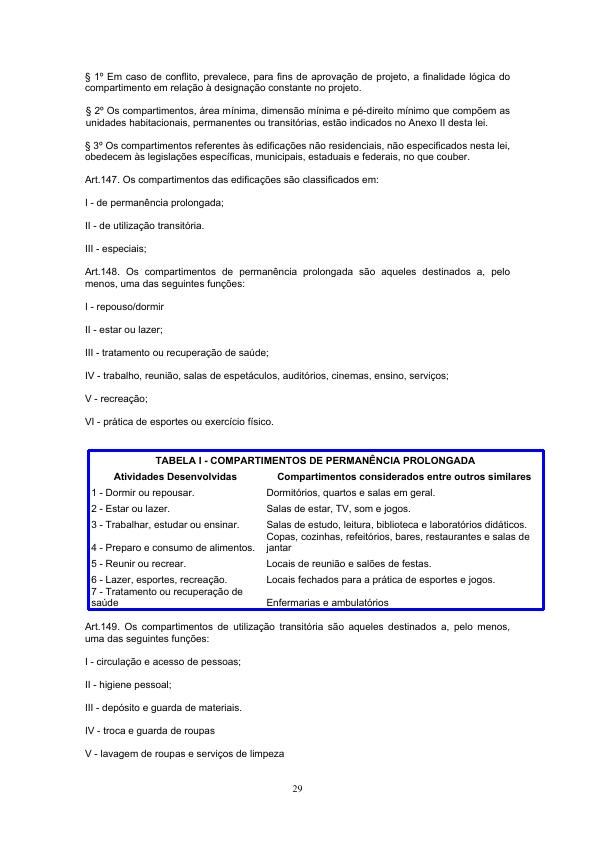 § 1º Em caso de conflito, prevalece, para fins de aprovação de projeto, a finalidade lógica do
compartimento em relação à designação constante no projeto.
§ 2º Os compartimentos, área mínima, dimensão mínima e pé-direito mínimo que compõem as
unidades habitacionais, permanentes ou transitórias, estão indicados no Anexo II desta lei.
§ 3º Os compartimentos referentes às edificações não residenciais, não especificados nesta lei,
obedecem às legislações específicas, municipais, estaduais e federais, no que couber.
Art.147. Os compartimentos das edificações são classificados em:
I - de permanência prolongada;
II - de utilização transitória.
III - especiais;
Art.148. Os compartimentos de permanência prolongada são aqueles destinados a, pelo
menos, uma das seguintes funções:
I - repouso/dormir
II - estar ou lazer;
III - tratamento ou recuperação de saúde;
IV - trabalho, reunião, salas de espetáculos, auditórios, cinemas, ensino, serviços;
V - recreação;
VI - prática de esportes ou exercício físico.
TABELA I - COMPARTIMENTOS DE PERMANÊNCIA PROLONGADA
Atividades Desenvolvidas Compartimentos considerados entre outros similares
1 - Dormir ou repousar. Dormitórios, quartos e salas em geral.
2 - Estar ou lazer. Salas de estar, TV, som e jogos.
3 - Trabalhar, estudar ou ensinar. Salas de estudo, leitura, biblioteca e laboratórios didáticos.
4 - Preparo e consumo de alimentos. Copas, cozinhas, refeitórios, bares, restaurantes e salas de
jantar
5 - Reunir ou recrear. Locais de reunião e salões de festas.
6 - Lazer, esportes, recreação. Locais fechados para a prática de esportes e jogos.
7 - Tratamento ou recuperação de
saúde Enfermarias e ambulatórios
Art.149. Os compartimentos de utilização transitória são aqueles destinados a, pelo menos,
uma das seguintes funções:
I - circulação e acesso de pessoas;
II - higiene pessoal;
III - depósito e guarda de materiais.
IV - troca e guarda de roupas
V - lavagem de roupas e serviços de limpeza
29